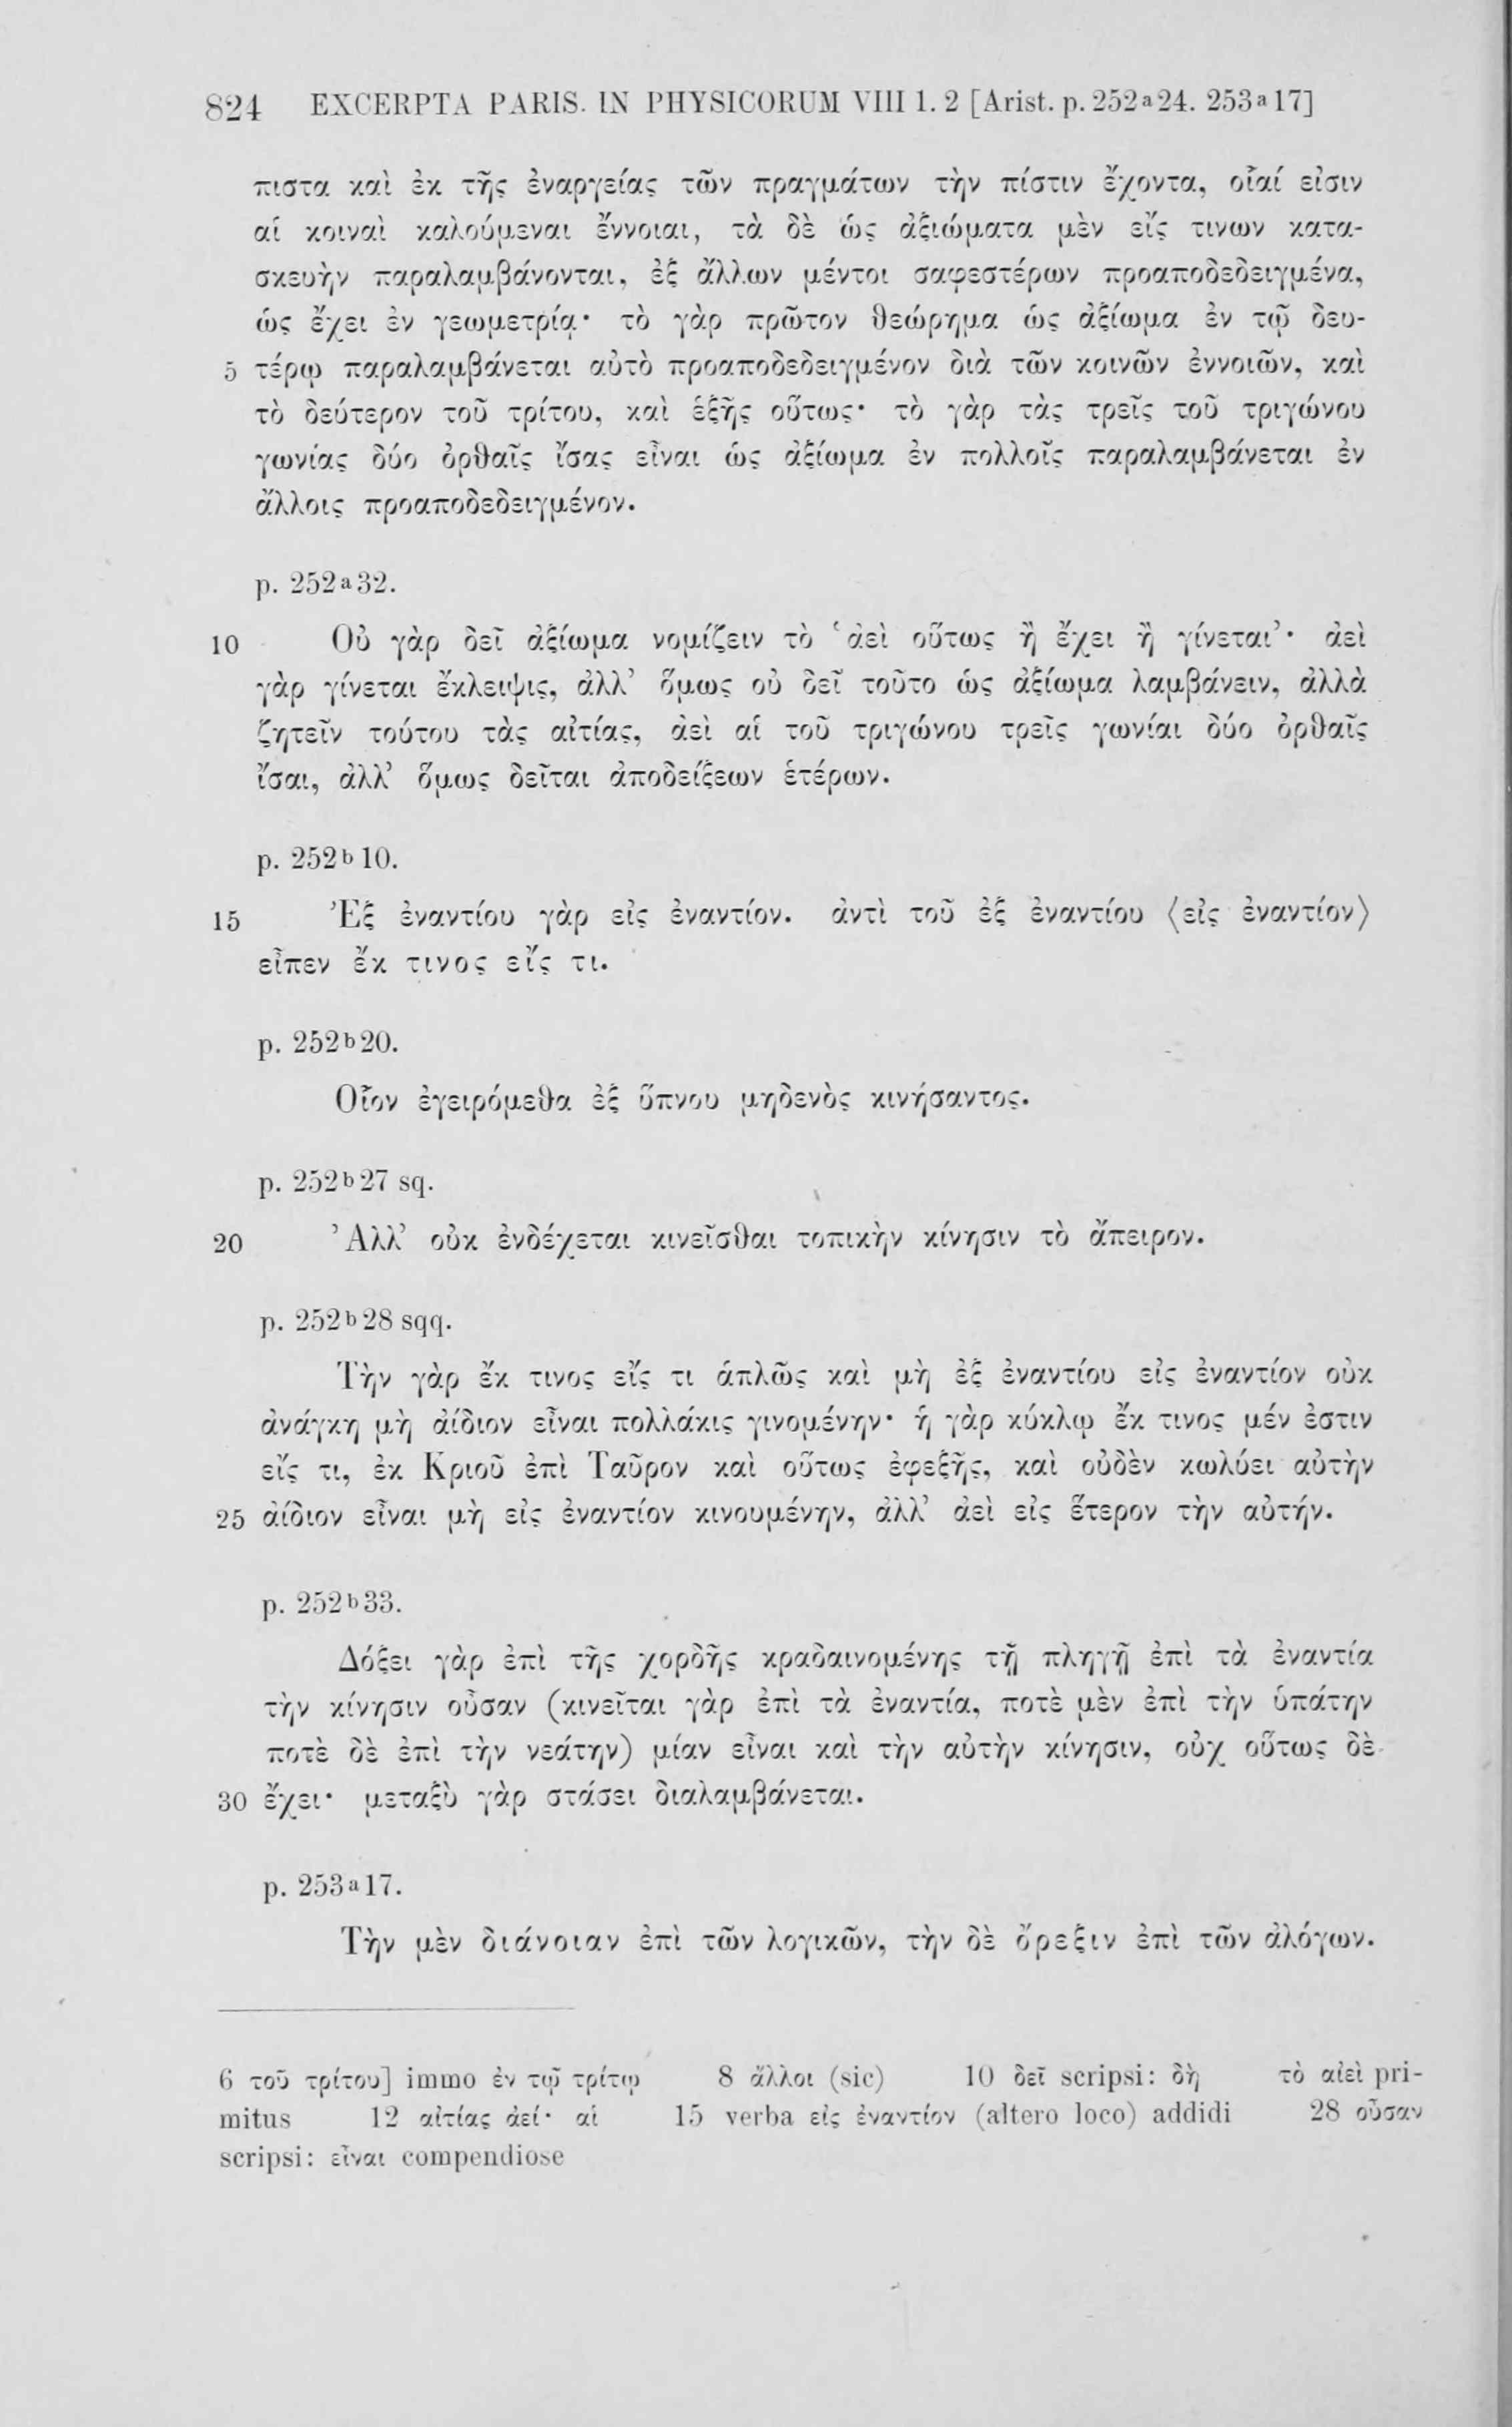 824 EXCERPTA PARIS. IN PHYSICORUM VIII 1. 2 [Arist. p. 252ᵃ24. 253ᵃ17]
πιστα καὶ ἐκ τῆς ἐναργείας τῶν πραγμάτων τὴν πίστιν ἔχοντα, οἷαί εἰσιν
αἱ κοιναὶ καλούμεναι ἔννοιαι, τὰ δὲ ὡς ἀξιώματα μὲν εἴς τινων κατα-
σκευὴν παραλαμβάνονται, ἐξ ἄλλων μέντοι σαφεστέρων προαποδεδειγμένα,
ὡς ἔχει ἐν γεωμετρίᾳ· τὸ γὰρ πρῶτον θεώρημα ὡς ἀξίωμα ἐν τῷ δευ-
5 τέρῳ παραλαμβάνεται αὐτὸ προαποδεδειγμένον διὰ τῶν κοινῶν ἐννοιῶν, καὶ
τὸ δεύτερον τοῦ τρίτου, καὶ ἑξῆς οὕτως· τὸ γὰρ τὰς τρεῖς τοῦ τριγώνου
γωνίας δύο ὀρθαῖς ἴσας εἶναι ὡς ἀξίωμα ἐν πολλοῖς παραλαμβάνεται ἐν
ἄλλοις προαποδεδειγμένον.
p. 252ᵃ32.
10 Οὐ γὰρ δεῖ ἀξίωμα νομίζειν τὸ ‘ἀεὶ οὕτως ἢ ἔχει ἢ γίνεται’· ἀεὶ
γὰρ γίνεται ἔκλειψις, ἀλλ’ ὅμως οὐ δεῖ τοῦτο ὡς ἀξίωμα λαμβάνειν, ἀλλὰ
ζητεῖν τούτου τὰς αἰτίας, ἀεὶ αἱ τοῦ τριγώνου τρεῖς γωνίαι δύο ὀρθαῖς
ἴσαι, ἀλλ’ ὅμως δεῖται ἀποδείξεων ἑτέρων.
p. 252ᵇ10.
15 Ἐξ ἐναντίου γὰρ εἰς ἐναντίον. ἀντὶ τοῦ ἐξ ἐναντίου ⟨εἰς ἐναντίον⟩
εἶπεν ἔκ τινος εἴς τι.
p. 252ᵇ20.
Οἷον ἐγειρόμεθα ἐξ ὕπνου μηδενὸς κινήσαντος.
p. 252ᵇ27 sq.
20 Ἀλλ’ οὐκ ἐνδέχεται κινεῖσθαι τοπικὴν κίνησιν τὸ ἄπειρον.
p. 252ᵇ28 sqq.
Τὴν γὰρ ἔκ τινος εἴς τι ἁπλῶς καὶ μὴ ἐξ ἐναντίου εἰς ἐναντίον οὐκ
ἀνάγκη μὴ ἀίδιον εἶναι πολλάκις γινομένην· ἡ γὰρ κύκλῳ ἔκ τινος μέν ἐστιν
εἴς τι, ἐκ Κριοῦ ἐπὶ Ταῦρον καὶ οὕτως ἐφεξῆς, καὶ οὐδὲν κωλύει αὐτὴν
25 ἀίδιον εἶναι μὴ εἰς ἐναντίον κινουμένην, ἀλλ’ ἀεὶ εἰς ἕτερον τὴν αὐτήν.
p. 252ᵇ33.
Δόξει γὰρ ἐπὶ τῆς χορδῆς κραδαινομένης τῇ πληγῇ ἐπὶ τὰ ἐναντία
τὴν κίνησιν οὖσαν (κινεῖται γὰρ ἐπὶ τὰ ἐναντία, ποτὲ μὲν ἐπὶ τὴν ὑπάτην
ποτὲ δὲ ἐπὶ τὴν νεάτην) μίαν εἶναι καὶ τὴν αὐτὴν κίνησιν, οὐχ οὕτως δὲ
30 ἔχει· μεταξὺ γὰρ στάσει διαλαμβάνεται.
p. 253ᵃ17.
Τὴν μὲν διάνοιαν ἐπὶ τῶν λογικῶν, τὴν δὲ ὄρεξιν ἐπὶ τῶν ἀλόγων.
6 τοῦ τρίτου] immo ἐν τῷ τρίτῳ 8 ἄλλοι (sic) 10 δεῖ scripsi: δὴ τὸ αἰεὶ pri-
mitus 12 αἰτίας ἀεί· αἱ 15 verba εἰς ἐναντίον (altero loco) addidi 28 οὖσαν
scripsi: εἶναι compendiose